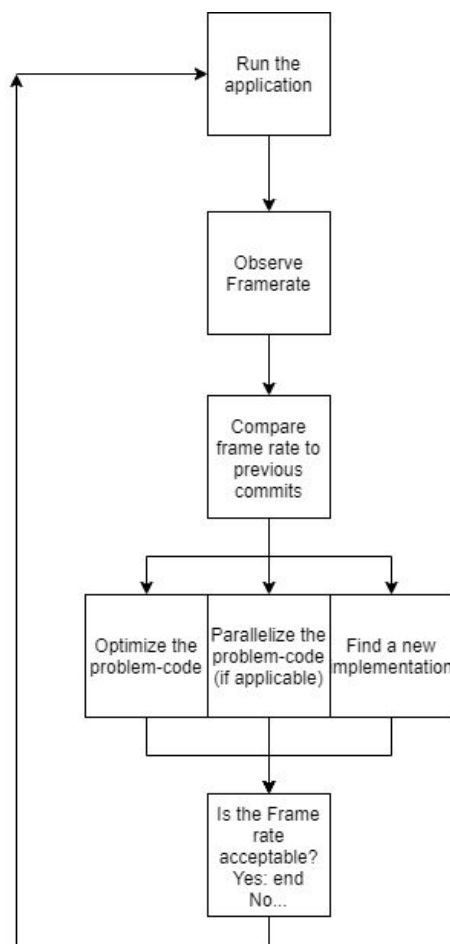 Run the
application
Observe
Framerate
Compare
frame rate to
previous
commits
Optimize the
problem-code
Parallelize the
problem-code
(if applicable)
Find a new
mplementation
Is the Frame
rate
acceptable?
Yes: end
No...